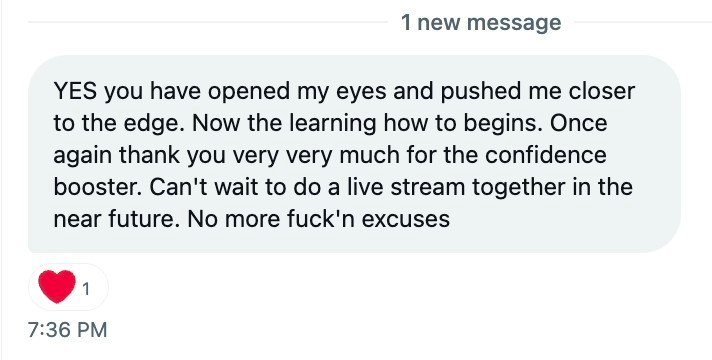 1 new message
YES you have opened my eyes and pushed me closer
to the edge. Now the learning how to begins. Once
again thank you very very much for the confidence
booster. Can't wait to do a live stream together in the
near future. No more fuck'n excuses
1
7:36 PM